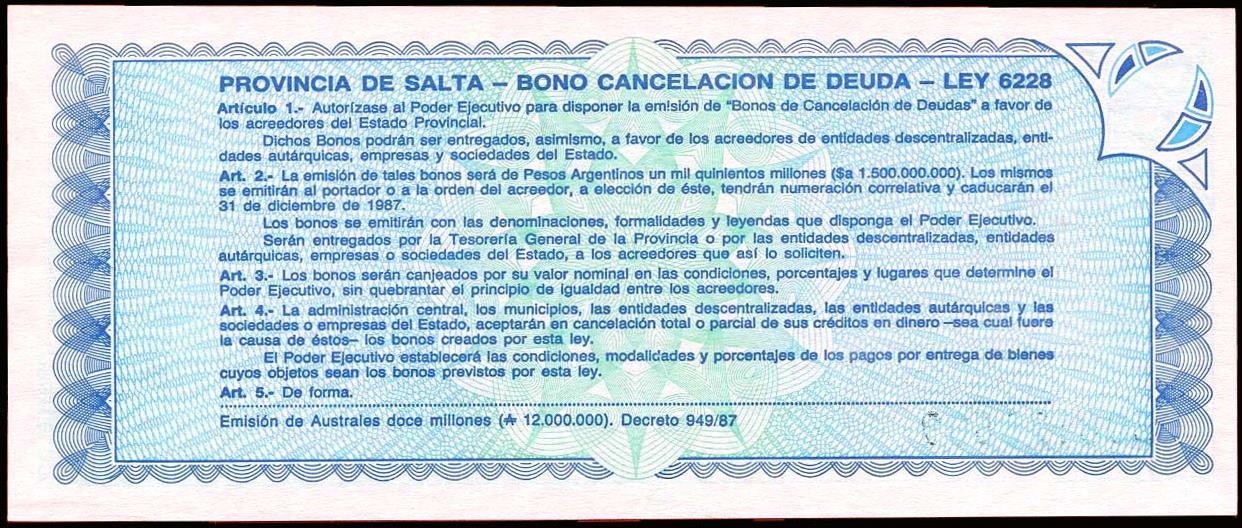 PROVINCIA DE SALTA – BONO CANCELACION DE DEUDA – LEY 6228
Artículo 1.- Autorízase al Poder Ejecutivo para disponer la emisión de "Bonos de Cancelación de Deudas" a favor de
los acreedores del Estado Provincial.
Dichos Bonos podrán ser entregados, asimismo, a favor de los acreedores de entidades descentralizadas, enti-
dades autárquicas, empresas y sociedades del Estado.
Art. 2.- La emisión de tales bonos será de Pesos Argentinos un mil quinientos millones ($a 1.500.000.000). Los mismos
se emitirán al portador o a la orden del acreedor, a elección de éste, tendrán numeración correlativa y caducarán el
31 de diciembre de 1987.
Los bonos se emitirán con las denominaciones, formalidades y leyendas que disponga el Poder Ejecutivo.
Serán entregados por la Tesorería General de la Provincia o por las entidades descentralizadas, entidades
autárquicas, empresas o sociedades del Estado, a los acreedores que así lo soliciten.
Art. 3.- Los bonos serán canjeados por su valor nominal en las condiciones, porcentajes y lugares que determine el
Poder Ejecutivo, sin quebrantar el principio de igualdad entre los acreedores.
Art. 4.- La administración central, los municipios, las entidades descentralizadas, las entidades autárquicas y las
sociedades o empresas del Estado, aceptarán en cancelación total o parcial de sus créditos en dinero –sea cual fuere
la causa de éstos– los bonos creados por esta ley.
El Poder Ejecutivo establecerá las condiciones, modalidades y porcentajes de los pagos por entrega de bienes
cuyos objetos sean los bonos previstos por esta ley.
Art. 5.- De forma.
Emisión de Australes doce millones (₳ 12.000.000). Decreto 949/87